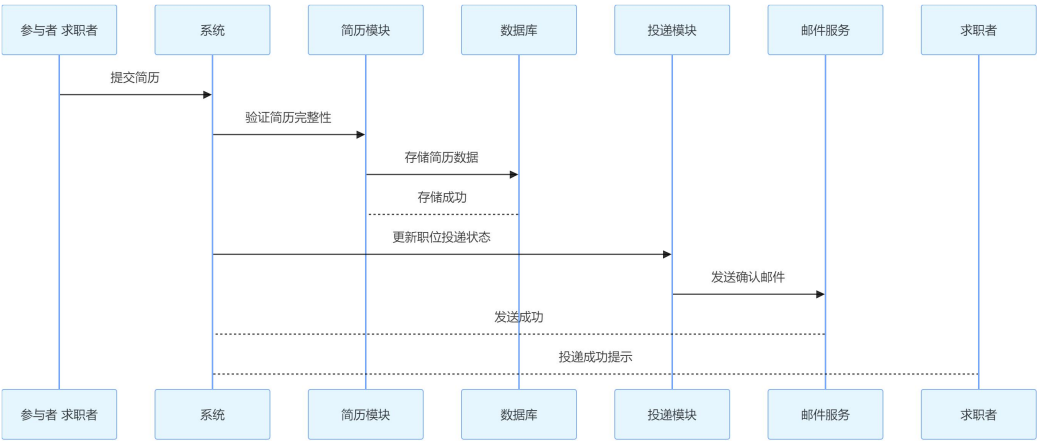 参与者 求职者
系统
简历模块
数据库
投递模块
邮件服务
求职者
提交简历
验证简历完整性
存储简历数据
存储成功
更新职位投递状态
发送确认邮件
发送成功
投递成功提示
参与者 求职者
系统
简历模块
数据库
投递模块
邮件服务
求职者